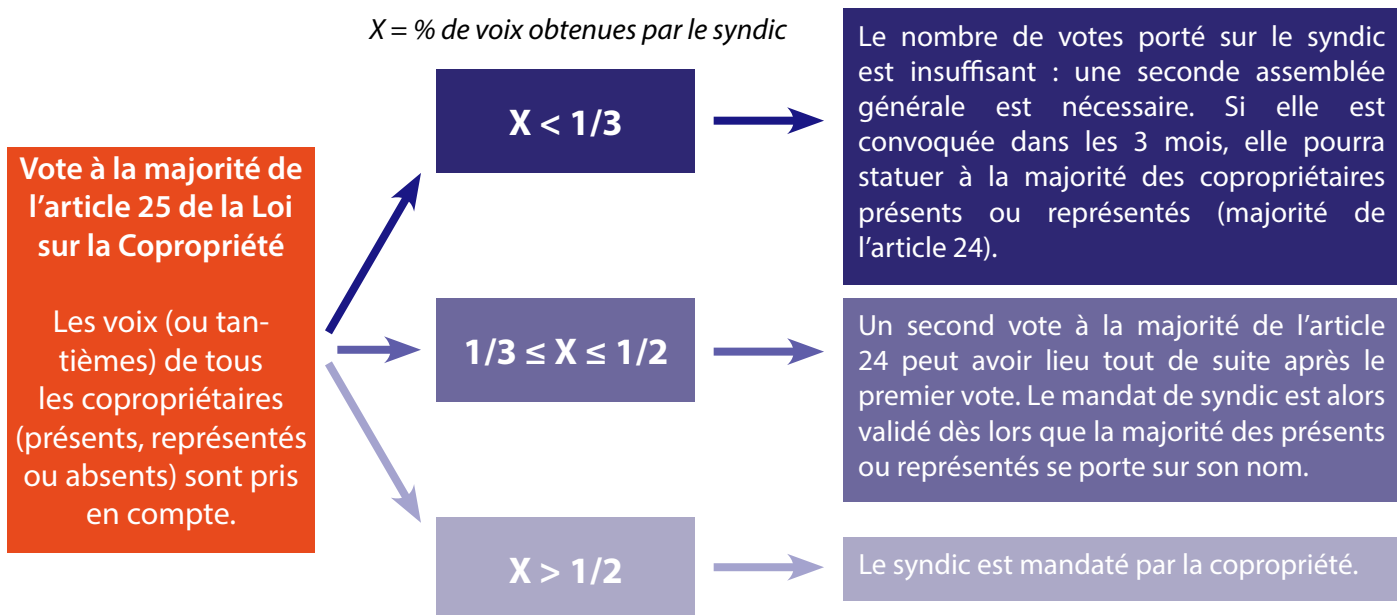 X = % de voix obtenues par le syndic
Vote à la majorité de
l'article 25 de la Loi
sur la Copropriété
Les voix (ou tan-
tièmes) de tous
les copropriétaires
(présents, représentés
ou absents) sont pris
en compte.
X < 1/3
Le nombre de votes porté sur le syndic
est insuffisant : une seconde assemblée
générale est nécessaire. Si elle est
convoquée dans les 3 mois, elle pourra
statuer à la majorité des copropriétaires
présents ou représentés (majorité de
l'article 24).
1/3 ≤ X ≤ 1/2
Un second vote à la majorité de l'article
24 peut avoir lieu tout de suite après le
premier vote. Le mandat de syndic est alors
validé dès lors que la majorité des présents
ou représentés se porte sur son nom.
X > 1/2
Le syndic est mandaté par la copropriété.